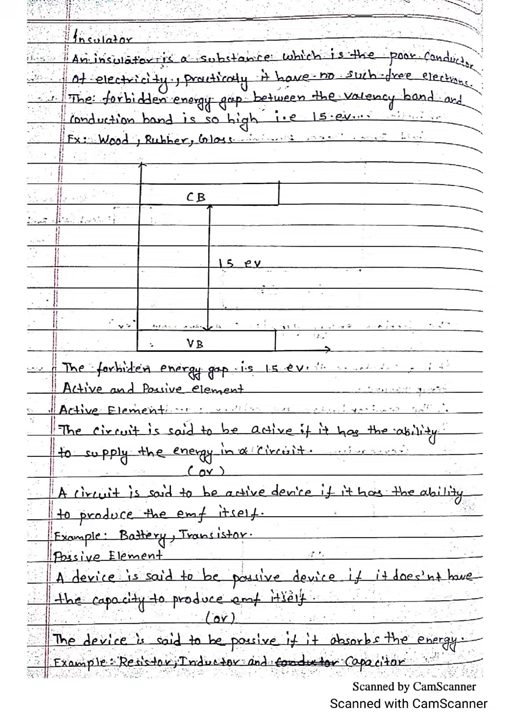 Insulator
An insulator is a substance which is the poor conductor
of electricity, practically it have no such free electrons.
The forbidden energy gap between the valency band and
conduction band is so high i.e 15.ev.
Ex: Wood, Rubber, Glass
CB
15 ev
VB
The forbiden energy gap is 15 ev.
Active and Passive element
Active Element
The circuit is said to be active if it has the ability
to supply the energy in a circuit.
(or)
A circuit is said to be active device if it has the ability
to produce the emf itself.
Example: Battery, Transistor.
Passive Element
A device is said to be passive device if it does'nt have
the capacity to produce emf itself.
(or)
The device is said to be passive if it absorbs the energy.
Example: Resistor, Inductor and conductor Capacitor
Scanned by CamScanner
Scanned with CamScanner